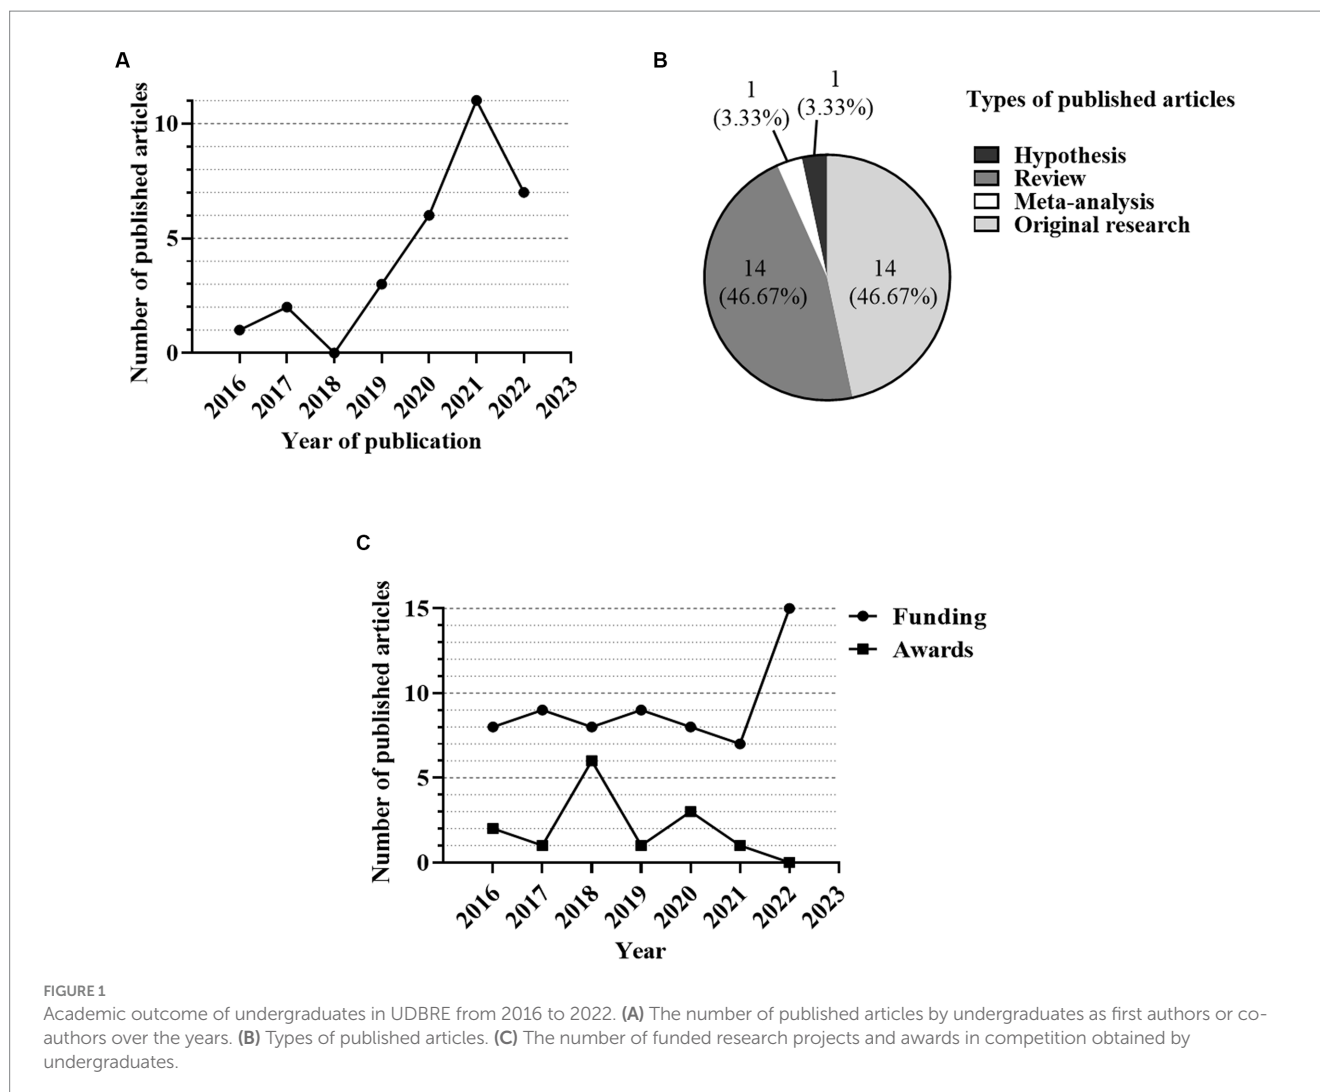 A
Number of published articles
10
5
0
2016
2017
2018
2019
2020
2021
2022
2023
Year of publication
B
1
(3.33%)
1
(3.33%)
14
(46.67%)
14
(46.67%)
Types of published articles
Hypothesis
Review
Meta-analysis
Original research
C
Number of published articles
15
10
5
0
2016
2017
2018
2019
2020
2021
2022
2023
Year
Funding
Awards
FIGURE 1
Academic outcome of undergraduates in UDBRE from 2016 to 2022. (A) The number of published articles by undergraduates as first authors or co-
authors over the years. (B) Types of published articles. (C) The number of funded research projects and awards in competition obtained by
undergraduates.